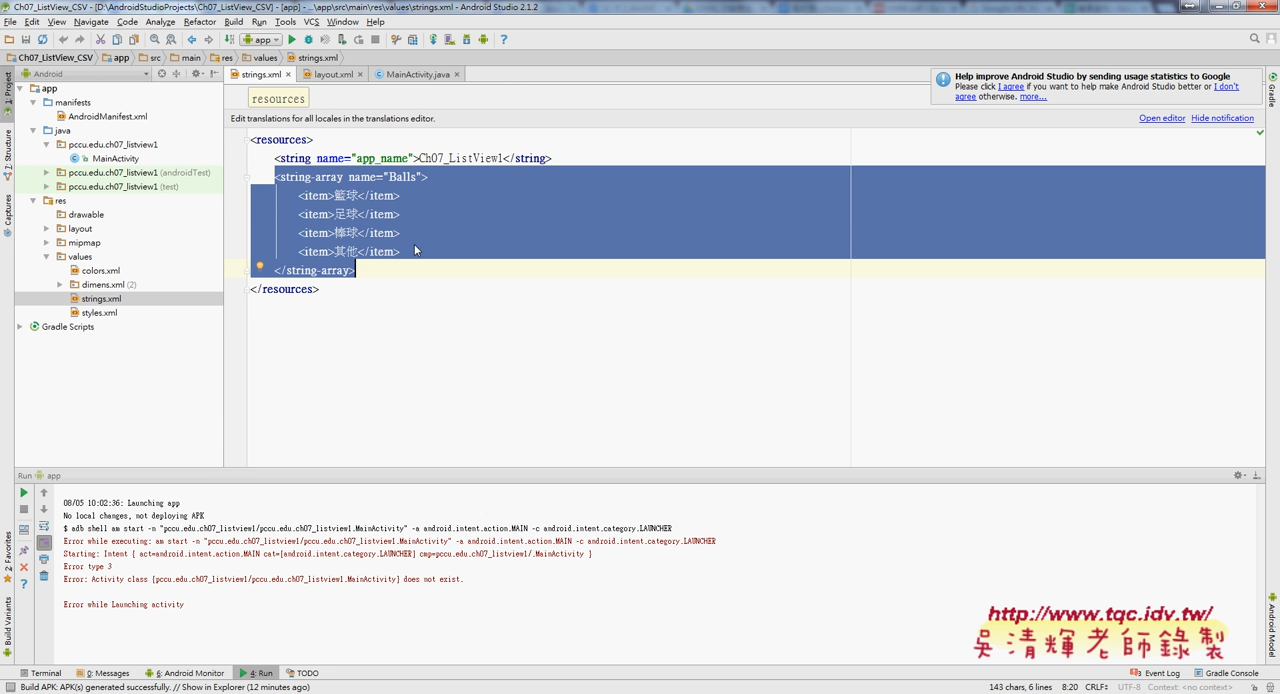 Ch07_ListView_CSV - [D:\AndroidStudioProjects\Ch07_ListView_CSV] - [app] - ...\app\src\main\res\values\strings.xml - Android Studio 2.1.2
File Edit View Navigate Code Analyze Refactor Build Run Tools VCS Window Help
app
Ch07_ListView_CSV app src main res values strings.xml
Android
strings.xml layout.xml MainActivity.java
1: Project
7: Structure
Captures
2: Favorites
Build Variants
app
manifests
AndroidManifest.xml
java
pccu.edu.ch07_listview1
MainActivity
pccu.edu.ch07_listview1 (androidTest)
pccu.edu.ch07_listview1 (test)
res
drawable
layout
mipmap
values
colors.xml
dimens.xml (2)
strings.xml
styles.xml
Gradle Scripts
resources
Edit translations for all locales in the translations editor.
Open editor Hide notification
Help improve Android Studio by sending usage statistics to Google
Please click I agree if you want to help make Android Studio better or I don't
agree otherwise. more...
Gradle
Android Model
<resources>
<string name="app_name">Ch07_ListView1</string>
<string-array name="Balls">
<item>籃球</item>
<item>足球</item>
<item>棒球</item>
<item>其他</item>
</string-array>
</resources>
Run app
08/05 10:02:36: Launching app
No local changes, not deploying APK
$ adb shell am start -n "pccu.edu.ch07_listview1/pccu.edu.ch07_listview1.MainActivity" -a android.intent.action.MAIN -c android.intent.category.LAUNCHER
Error while executing: am start -n "pccu.edu.ch07_listview1/pccu.edu.ch07_listview1.MainActivity" -a android.intent.action.MAIN -c android.intent.category.LAUNCHER
Starting: Intent { act=android.intent.action.MAIN cat=[android.intent.category.LAUNCHER] cmp=pccu.edu.ch07_listview1/.MainActivity }
Error type 3
Error: Activity class {pccu.edu.ch07_listview1/pccu.edu.ch07_listview1.MainActivity} does not exist.
Error while Launching activity
http://www.tqc.idv.tw/
吳清輝老師錄製
Terminal 0: Messages 6: Android Monitor 4: Run TODO
Event Log Gradle Console
Build APK: APK(s) generated successfully. // Show in Explorer (12 minutes ago)
143 chars, 6 lines 8:20 CRLF÷ UTF-8 Context: <no context>